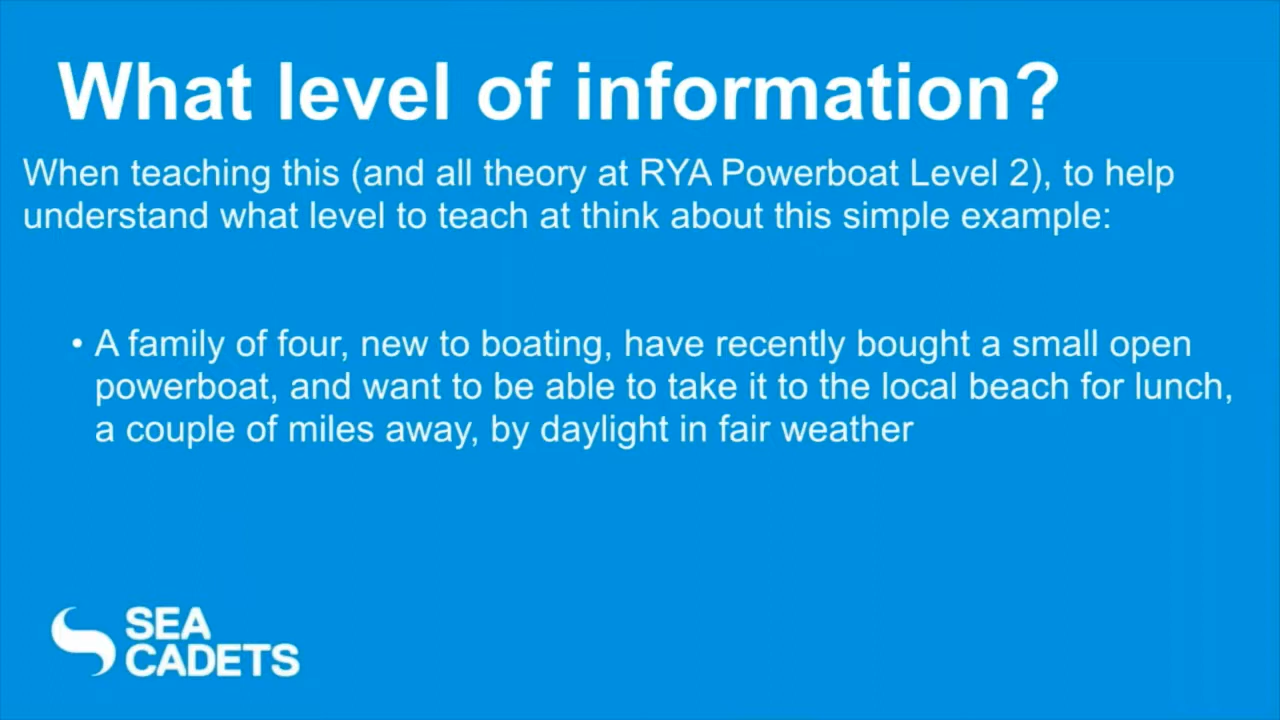 What level of information?
When teaching this (and all theory at RYA Powerboat Level 2), to help
understand what level to teach at think about this simple example:
• A family of four, new to boating, have recently bought a small open
powerboat, and want to be able to take it to the local beach for lunch,
a couple of miles away, by daylight in fair weather
SEA
CADETS